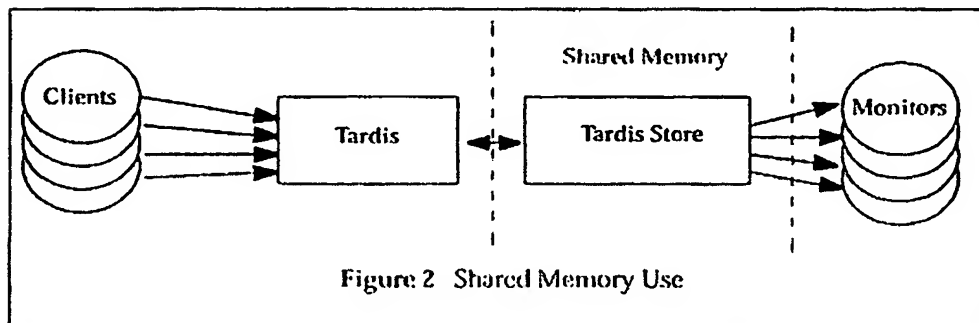 Shared Memory
Clients
Tardis
Tardis Store
Monitors
Figure 2 Shared Memory Use